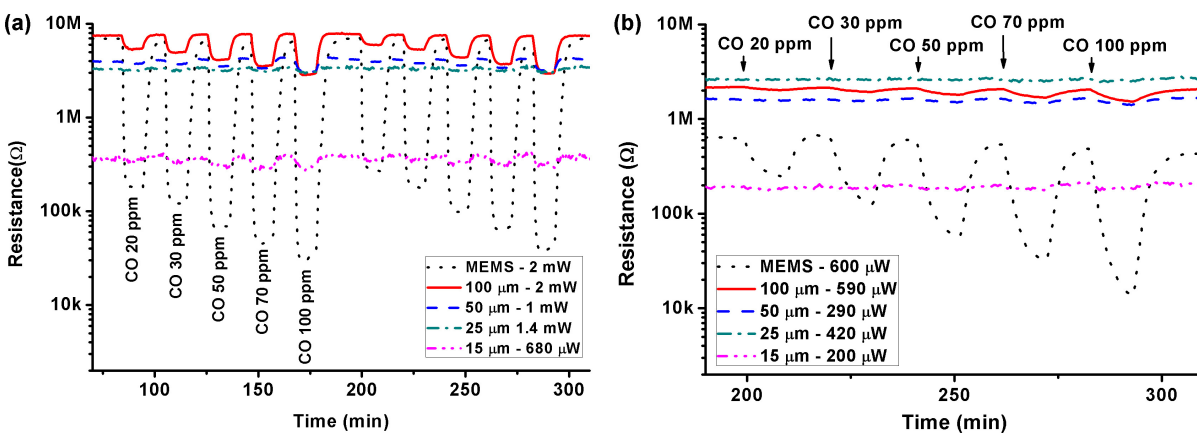 (a)
10M
1M
100k
10k
Resistance(Ω)
CO 20 ppm
CO 30 ppm
CO 50 ppm
CO 70 ppm
CO 100 ppm
MEMS - 2 mW
100 μm - 2 mW
50 μm - 1 mW
25 μm 1.4 mW
15 μm - 680 μW
100
150
200
250
300
Time (min)
(b)
10M
1M
100k
10k
Resistance (Ω)
CO 20 ppm
CO 30 ppm
CO 50 ppm
CO 70 ppm
CO 100 ppm
MEMS - 600 μW
100 μm - 590 μW
50 μm - 290 μW
25 μm - 420 μW
15 μm - 200 μW
200
250
300
Time (min)